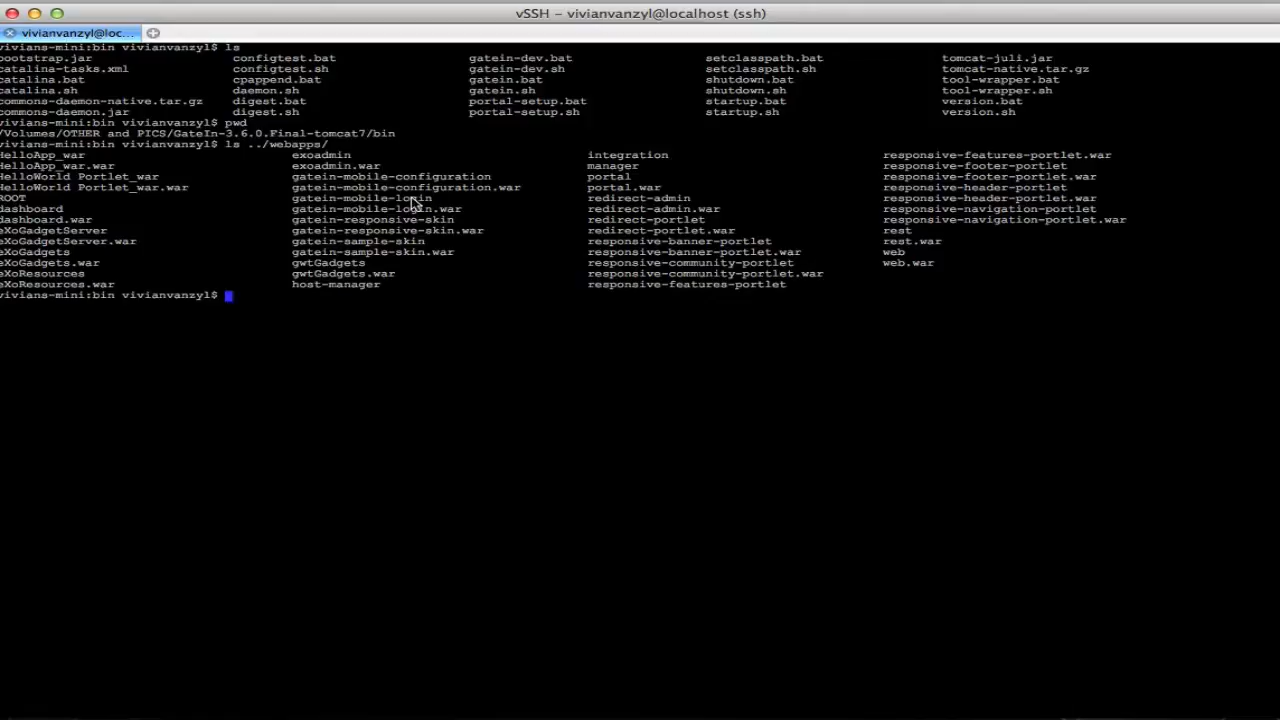 vSSH – vivianvanzyl@localhost (ssh)
vivianvanzyl@loc...
vivians-mini:bin vivianvanzyl$ ls
bootstrap.jar configtest.bat gatein-dev.bat setclasspath.bat tomcat-juli.jar
catalina-tasks.xml configtest.sh gatein-dev.sh setclasspath.sh tomcat-native.tar.gz
catalina.bat cpappend.bat gatein.bat shutdown.bat tool-wrapper.bat
catalina.sh daemon.sh gatein.sh shutdown.sh tool-wrapper.sh
commons-daemon-native.tar.gz digest.bat portal-setup.bat startup.bat version.bat
commons-daemon.jar digest.sh portal-setup.sh startup.sh version.sh
vivians-mini:bin vivianvanzyl$ pwd
/Volumes/OTHER and PICS/GateIn-3.6.0.Final-tomcat7/bin
vivians-mini:bin vivianvanzyl$ ls ../webapps/
HelloApp_war exoadmin integration responsive-features-portlet.war
HelloApp_war.war exoadmin.war manager responsive-footer-portlet
HelloWorld Portlet_war gatein-mobile-configuration portal responsive-footer-portlet.war
HelloWorld Portlet_war.war gatein-mobile-configuration.war portal.war responsive-header-portlet
ROOT gatein-mobile-login redirect-admin responsive-header-portlet.war
dashboard gatein-mobile-login.war redirect-admin.war responsive-navigation-portlet
dashboard.war gatein-responsive-skin redirect-portlet responsive-navigation-portlet.war
eXoGadgetServer gatein-responsive-skin.war redirect-portlet.war rest
eXoGadgetServer.war gatein-sample-skin responsive-banner-portlet rest.war
eXoGadgets gatein-sample-skin.war responsive-banner-portlet.war web
eXoGadgets.war gwtGadgets responsive-community-portlet web.war
eXoResources gwtGadgets.war responsive-community-portlet.war
eXoResources.war host-manager responsive-features-portlet
vivians-mini:bin vivianvanzyl$